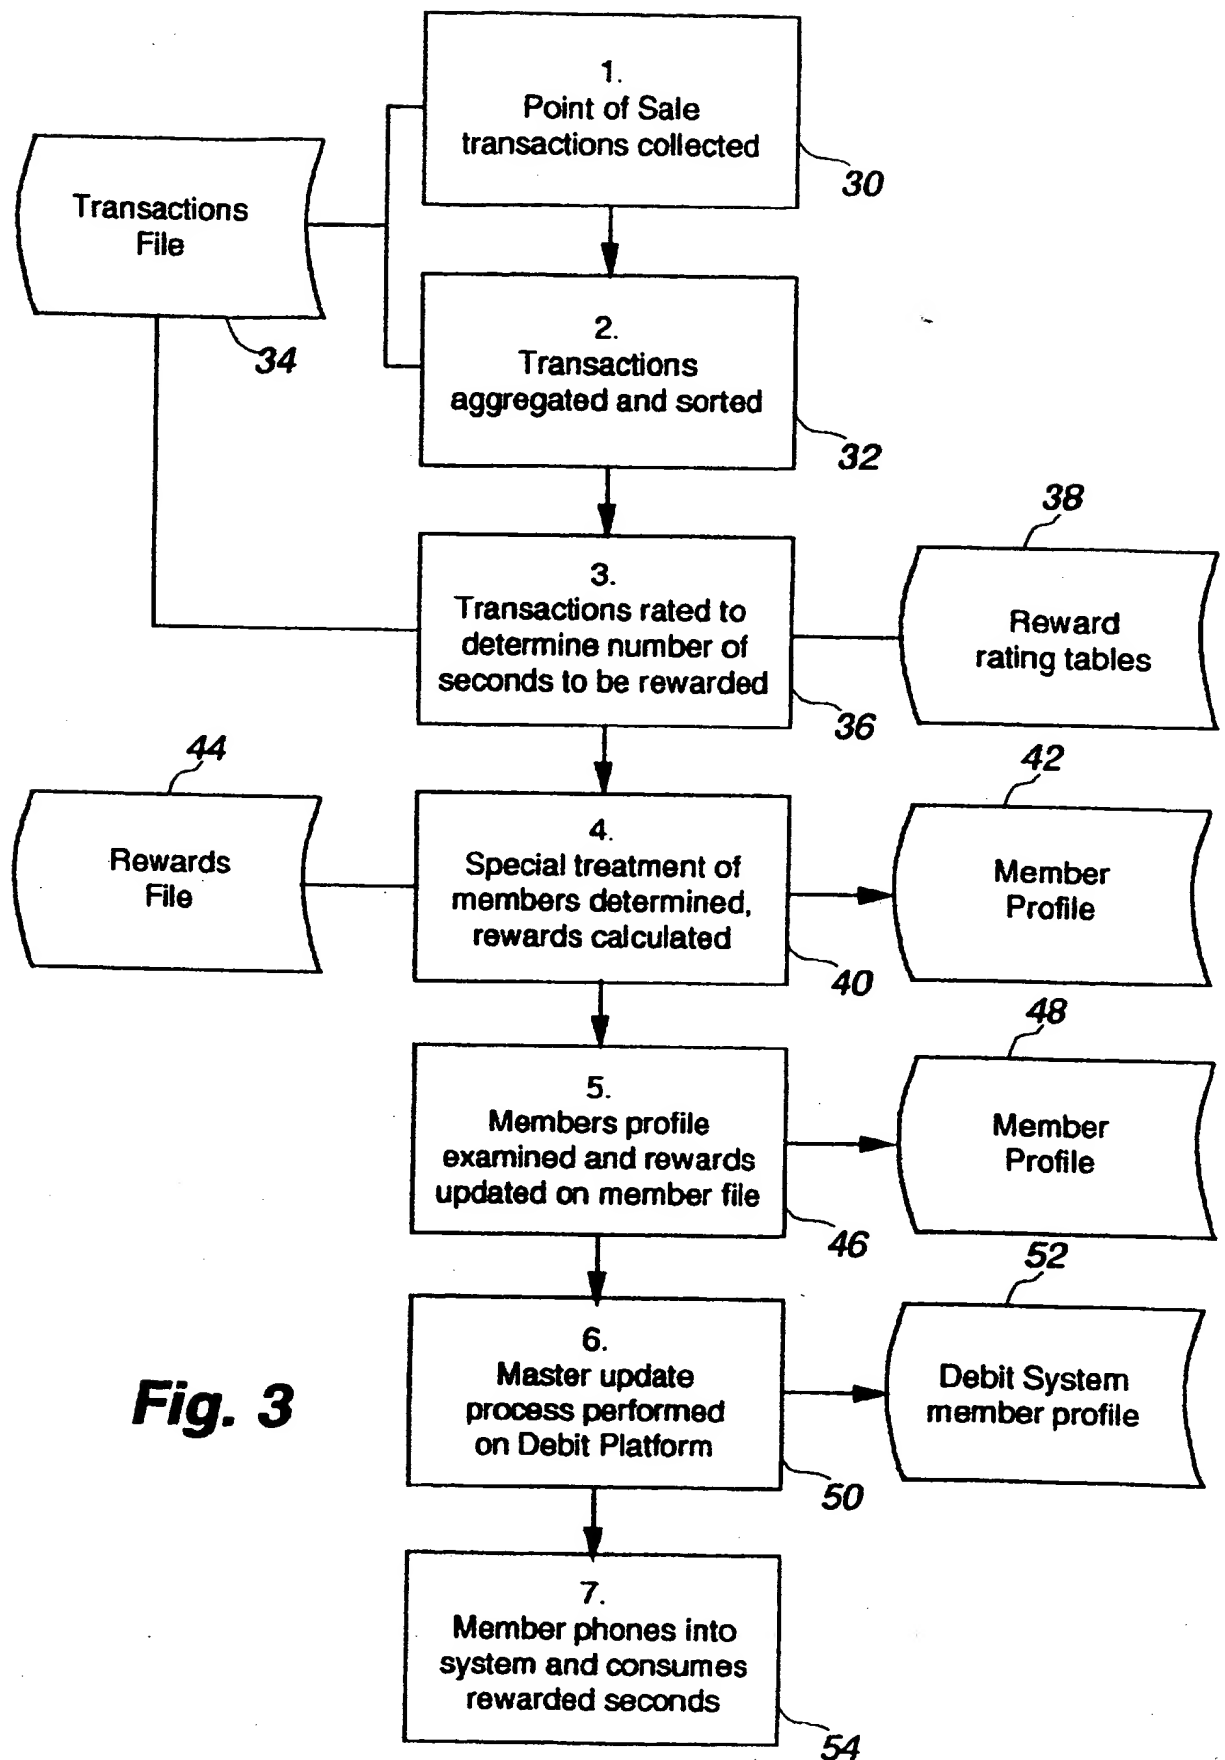 1.
Point of Sale
transactions collected
30
Transactions
File
34
2.
Transactions
aggregated and sorted
32
38
3.
Transactions rated to
determine number of
seconds to be rewarded
36
Reward
rating tables
44
Rewards
File
4.
Special treatment of
members determined,
rewards calculated
40
42
Member
Profile
5.
Members profile
examined and rewards
updated on member file
46
48
Member
Profile
6.
Master update
process performed
on Debit Platform
50
52
Debit System
member profile
Fig. 3
7.
Member phones into
system and consumes
rewarded seconds
54